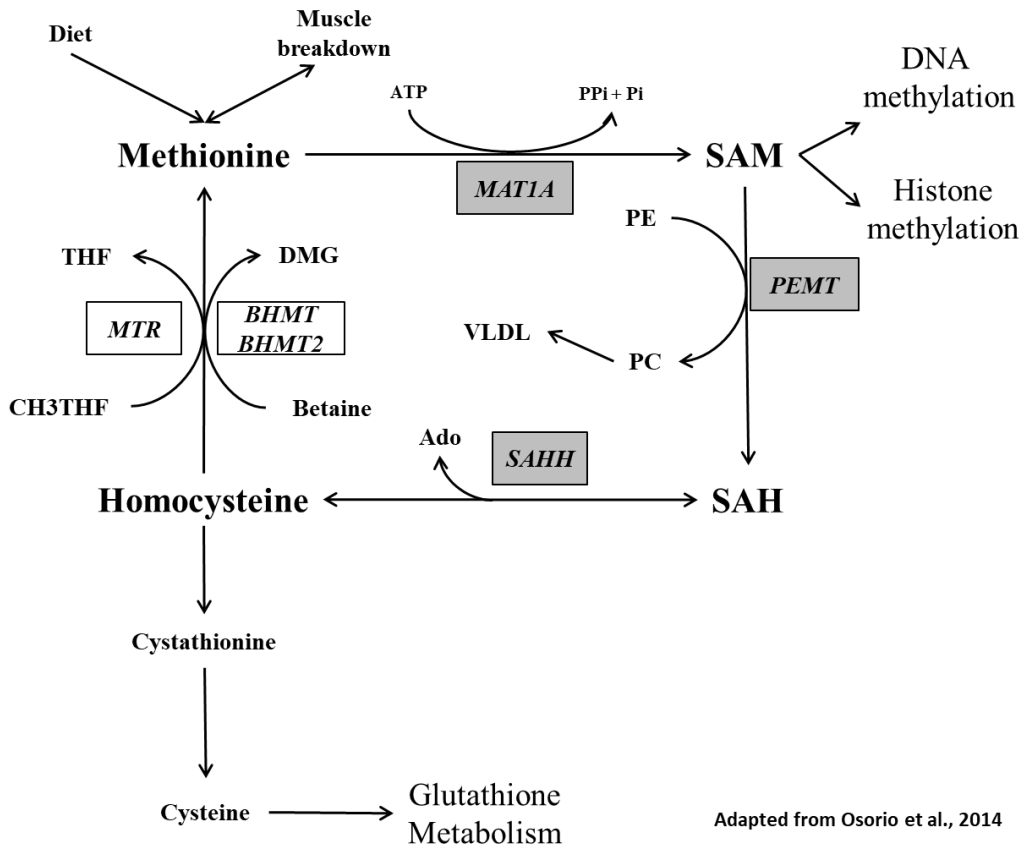 Diet
Muscle
breakdown
ATP
PPi + Pi
DNA
methylation
Methionine
SAM
MAT1A
Histone
methylation
PE
THF
DMG
PEMT
MTR
BHMT
BHMT2
VLDL
PC
CH3THF
Betaine
Ado
SAHH
Homocysteine
SAH
Cystathionine
Cysteine
Glutathione
Metabolism
Adapted from Osorio et al., 2014